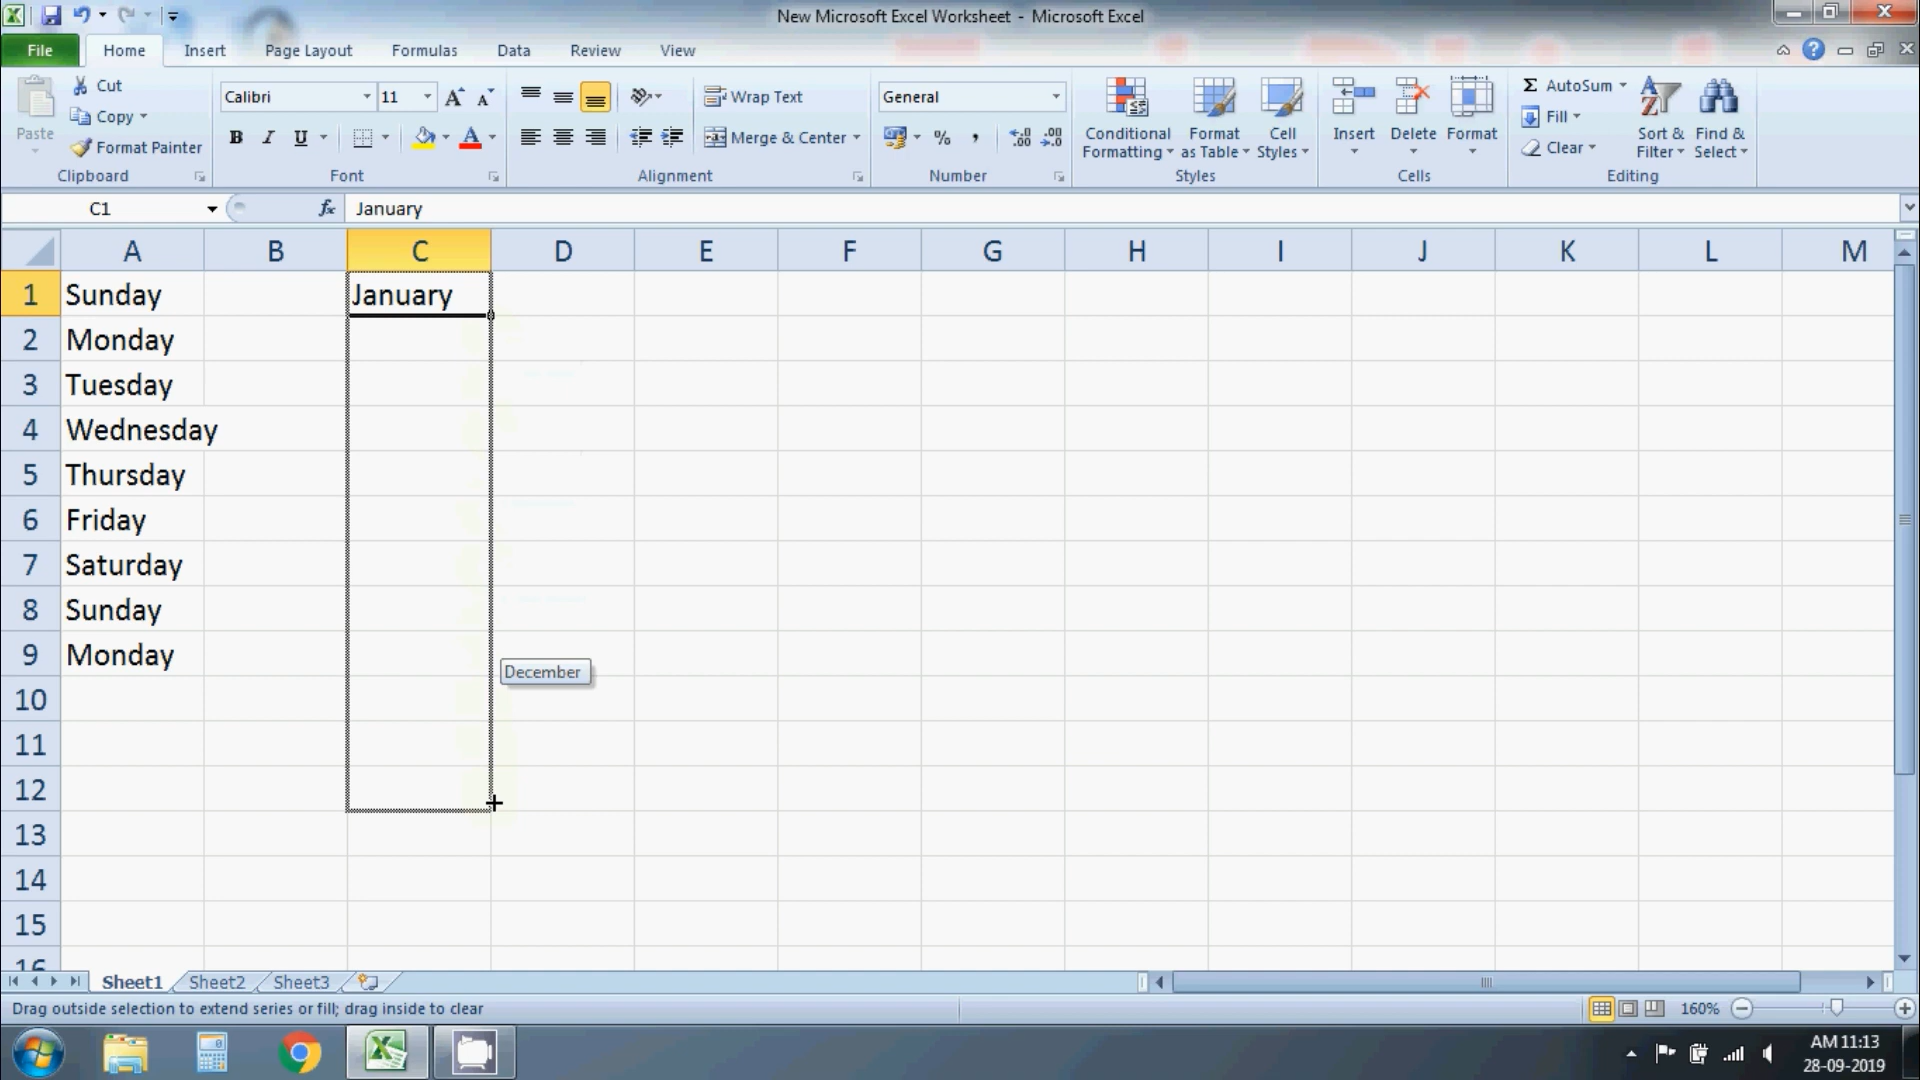 New Microsoft Excel Worksheet - Microsoft Excel
File Home Insert Page Layout Formulas Data Review View
Paste Cut Copy Format Painter Clipboard
Calibri 11 B I U A Font
Wrap Text Merge & Center Alignment
General % , Number
Conditional Formatting Format as Table Cell Styles Styles
Insert Delete Format Cells
Σ AutoSum Fill Clear Sort & Filter Find & Select Editing
C1 fx January
A B C D E F G H I J K L M
1 Sunday January
2 Monday
3 Tuesday
4 Wednesday
5 Thursday
6 Friday
7 Saturday
8 Sunday
9 Monday
December
10
11
12
13
14
15
16
Sheet1 Sheet2 Sheet3
Drag outside selection to extend series or fill; drag inside to clear 160%
AM 11:13
28-09-2019